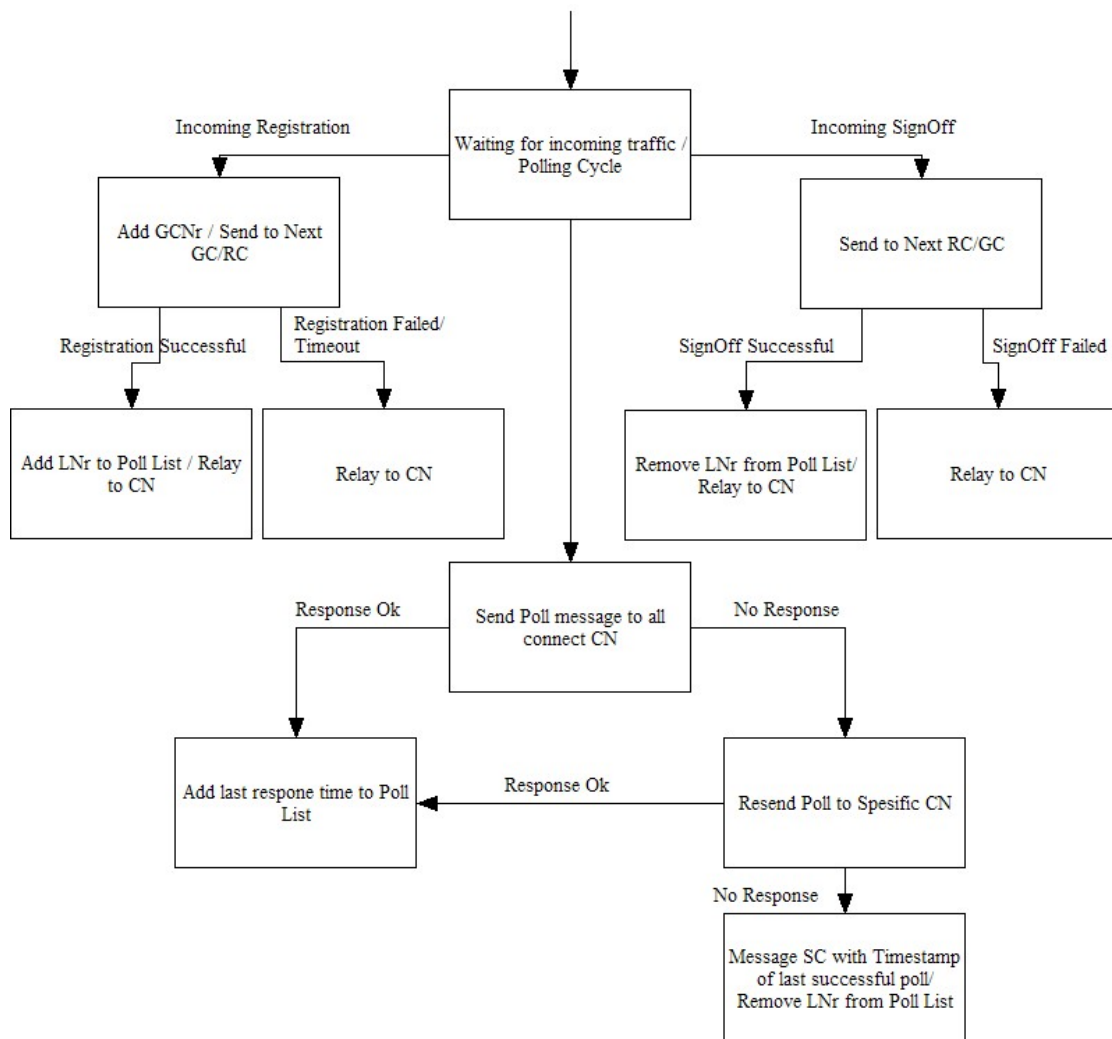 Incoming Registration
Waiting for incoming traffic /
Polling Cycle
Incoming SignOff
Add GCNr / Send to Next
GC/RC
Send to Next RC/GC
Registration Successful
Registration Failed/
Timeout
SignOff Successful
SignOff Failed
Add LNr to Poll List / Relay
to CN
Relay to CN
Remove LNr from Poll List/
Relay to CN
Relay to CN
Response Ok
Send Poll message to all
connect CN
No Response
Add last respone time to Poll
List
Response Ok
Resend Poll to Spesific CN
No Response
Message SC with Timestamp
of last successful poll/
Remove LNr from Poll List